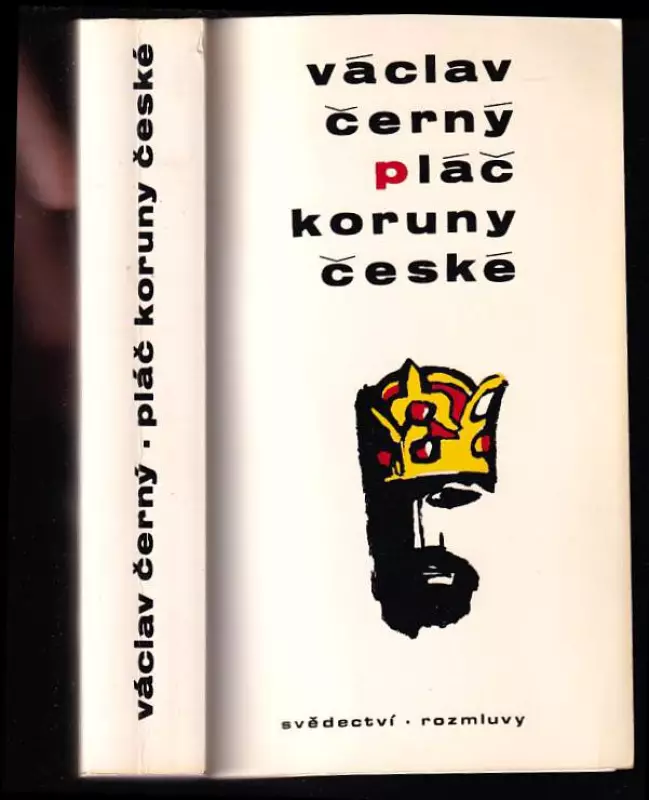 václav černý · pláč koruny české
václav
černý
pláč
koruny
české
svědectví · rozmluvy